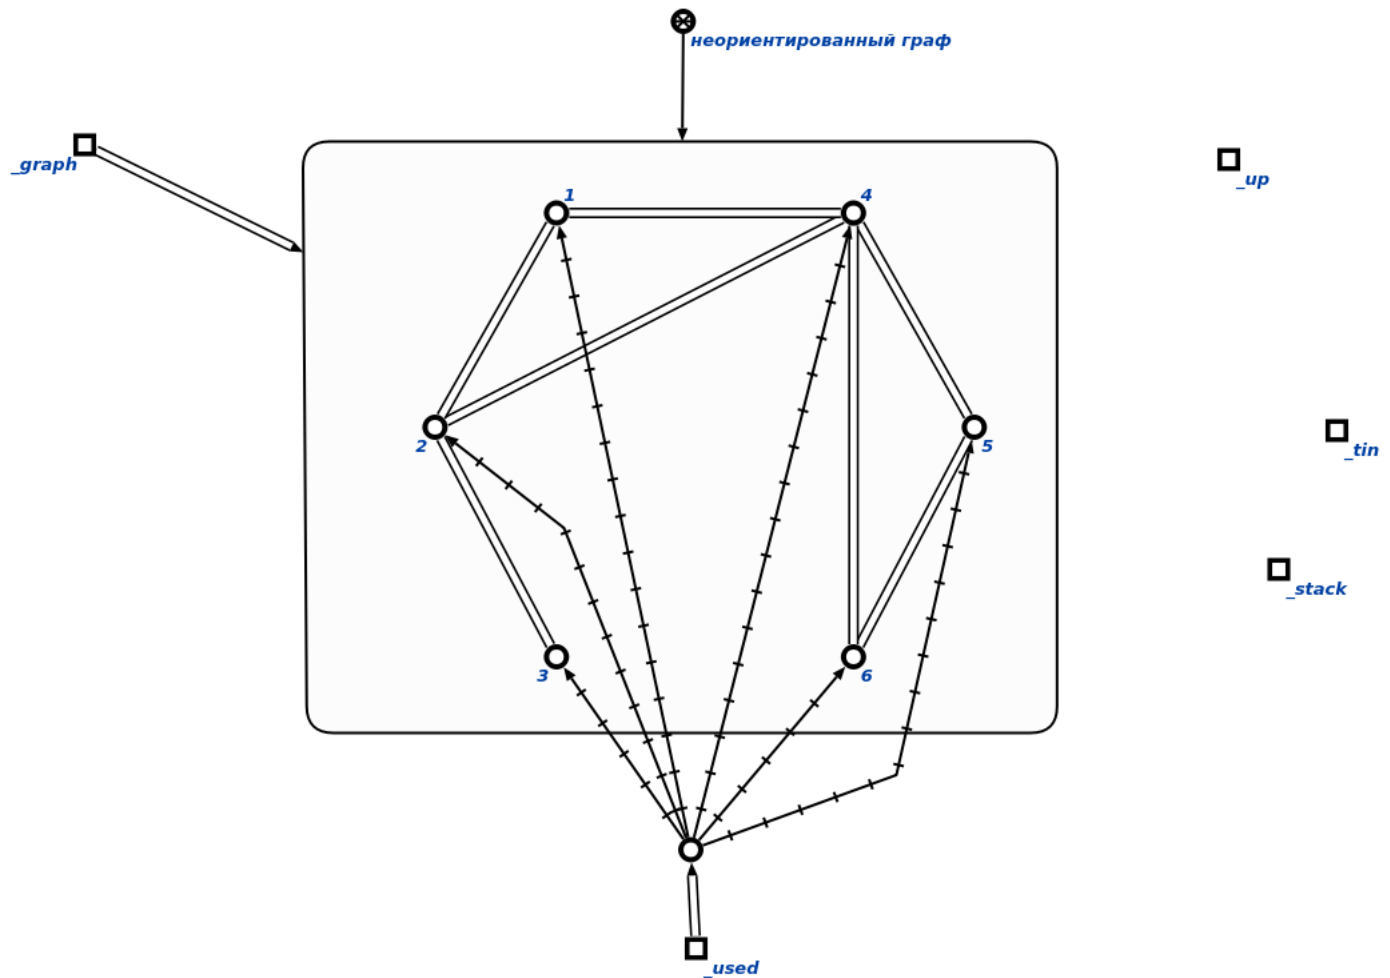 неориентированный граф
_graph
_up
1
4
2
5
_tin
_stack
3
6
_used